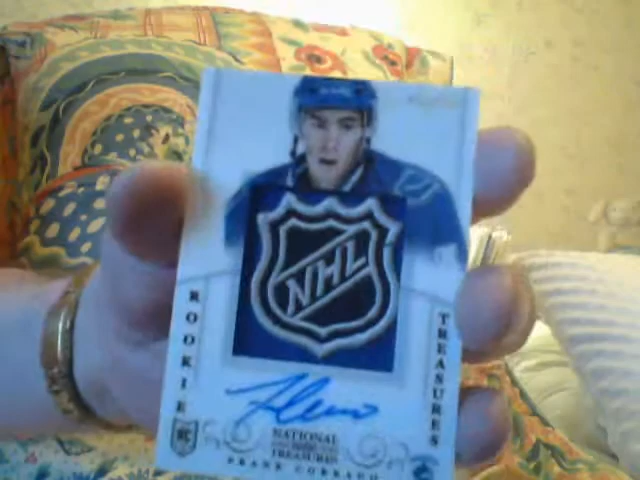 NHL
ROOKIE
TREASURES
RC
NATIONAL
TREASURES
FRANK CORRADO